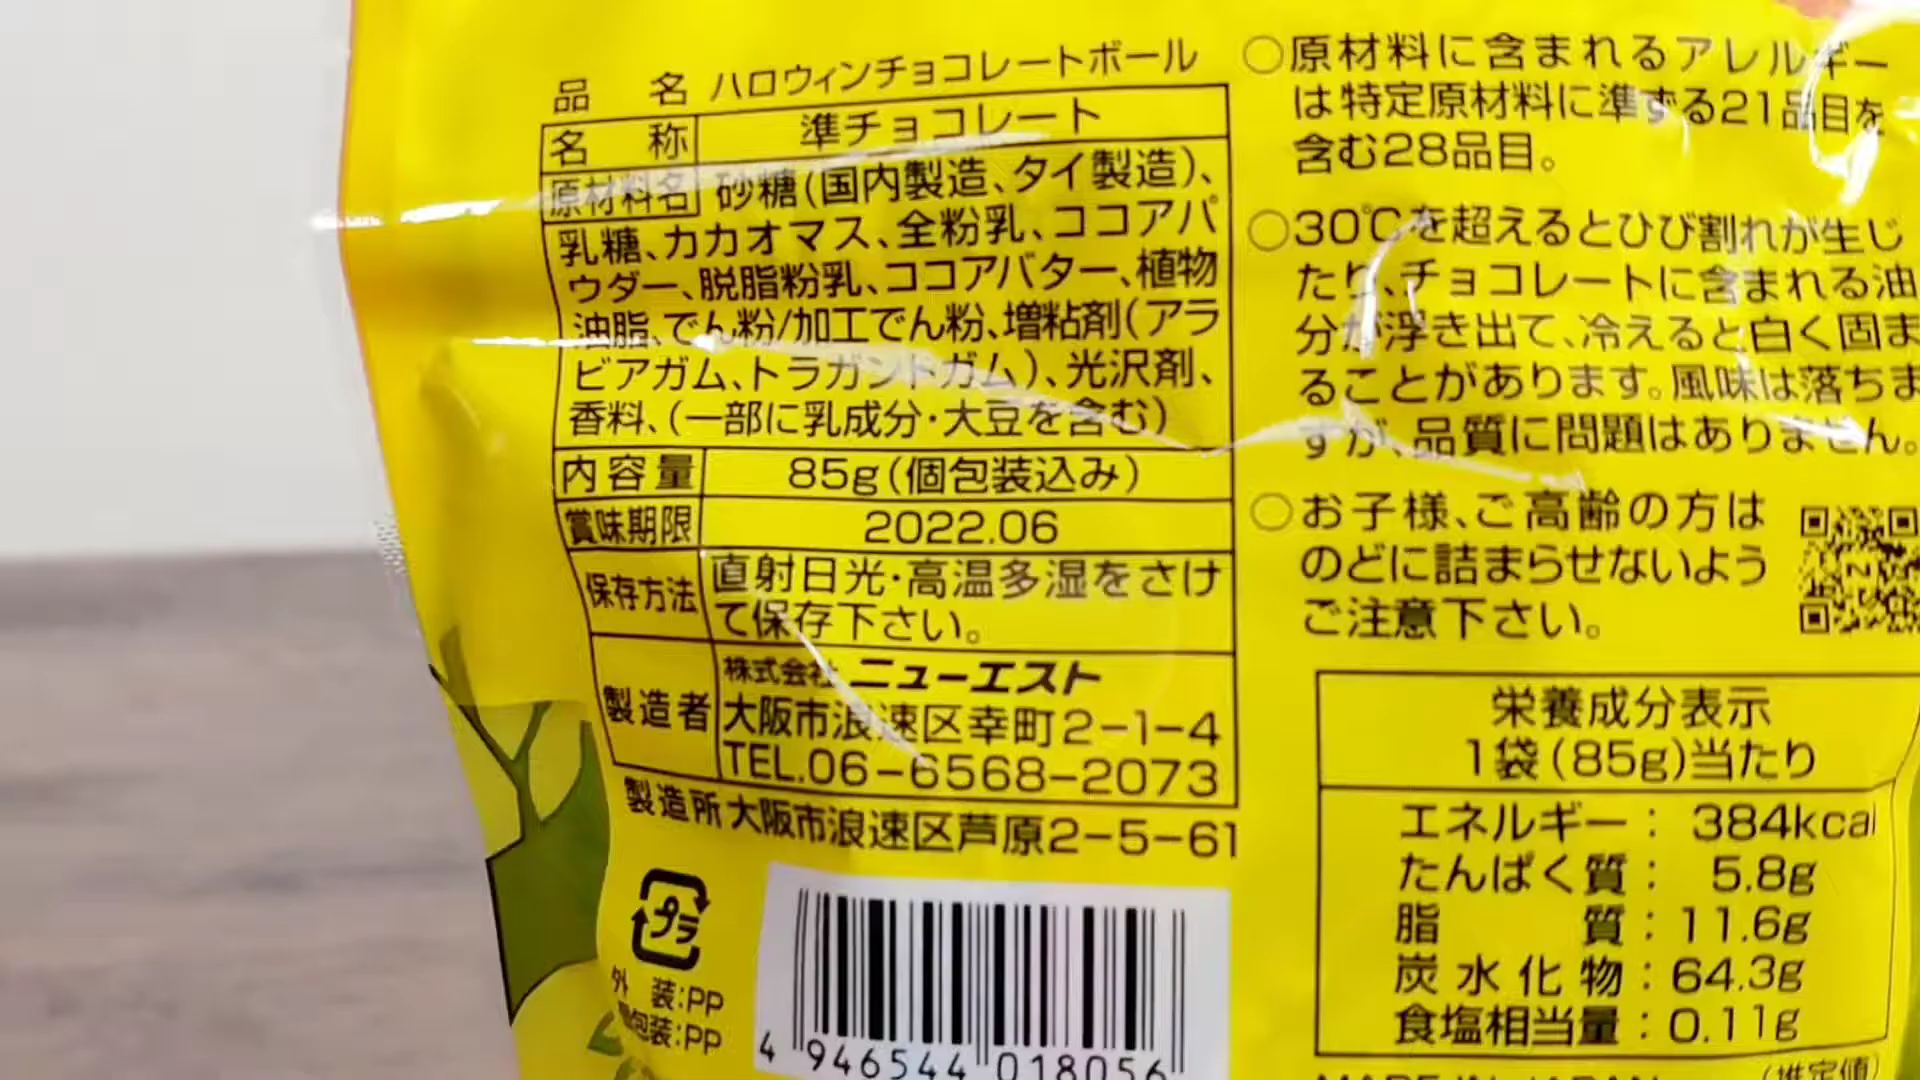 品 名 ハロウィンチョコレートボール
名 称 準チョコレート
原材料名 砂糖(国内製造、タイ製造)、
乳糖、カカオマス、全粉乳、ココアパ
ウダー、脱脂粉乳、ココアバター、植物
油脂、でん粉/加工でん粉、増粘剤(アラ
ビアガム、トラガントガム)、光沢剤、
香料、(一部に乳成分・大豆を含む)
内容量 85g(個包装込み)
賞味期限 2022.06
保存方法 直射日光・高温多湿をさけ
て保存下さい。
製造者 株式会社 ニューエスト
大阪市浪速区幸町2-1-4
TEL.06-6568-2073
製造所 大阪市浪速区芦原2-5-61
プラ
外 装:PP
個包装:PP
4 946544 018056
○原材料に含まれるアレルギー
は特定原材料に準ずる21品目を
含む28品目。
○30℃を超えるとひび割れが生じ
たり、チョコレートに含まれる油
分が浮き出て、冷えると白く固ま
ることがあります。風味は落ちま
すが、品質に問題はありません。
○お子様、ご高齢の方は
のどに詰まらせないよう
ご注意下さい。
栄養成分表示
1袋(85g)当たり
エネルギー: 384kcal
たんぱく質: 5.8g
脂 質:11.6g
炭水化物:64.3g
食塩相当量:0.11g
(推定値)
MADE IN JAPAN